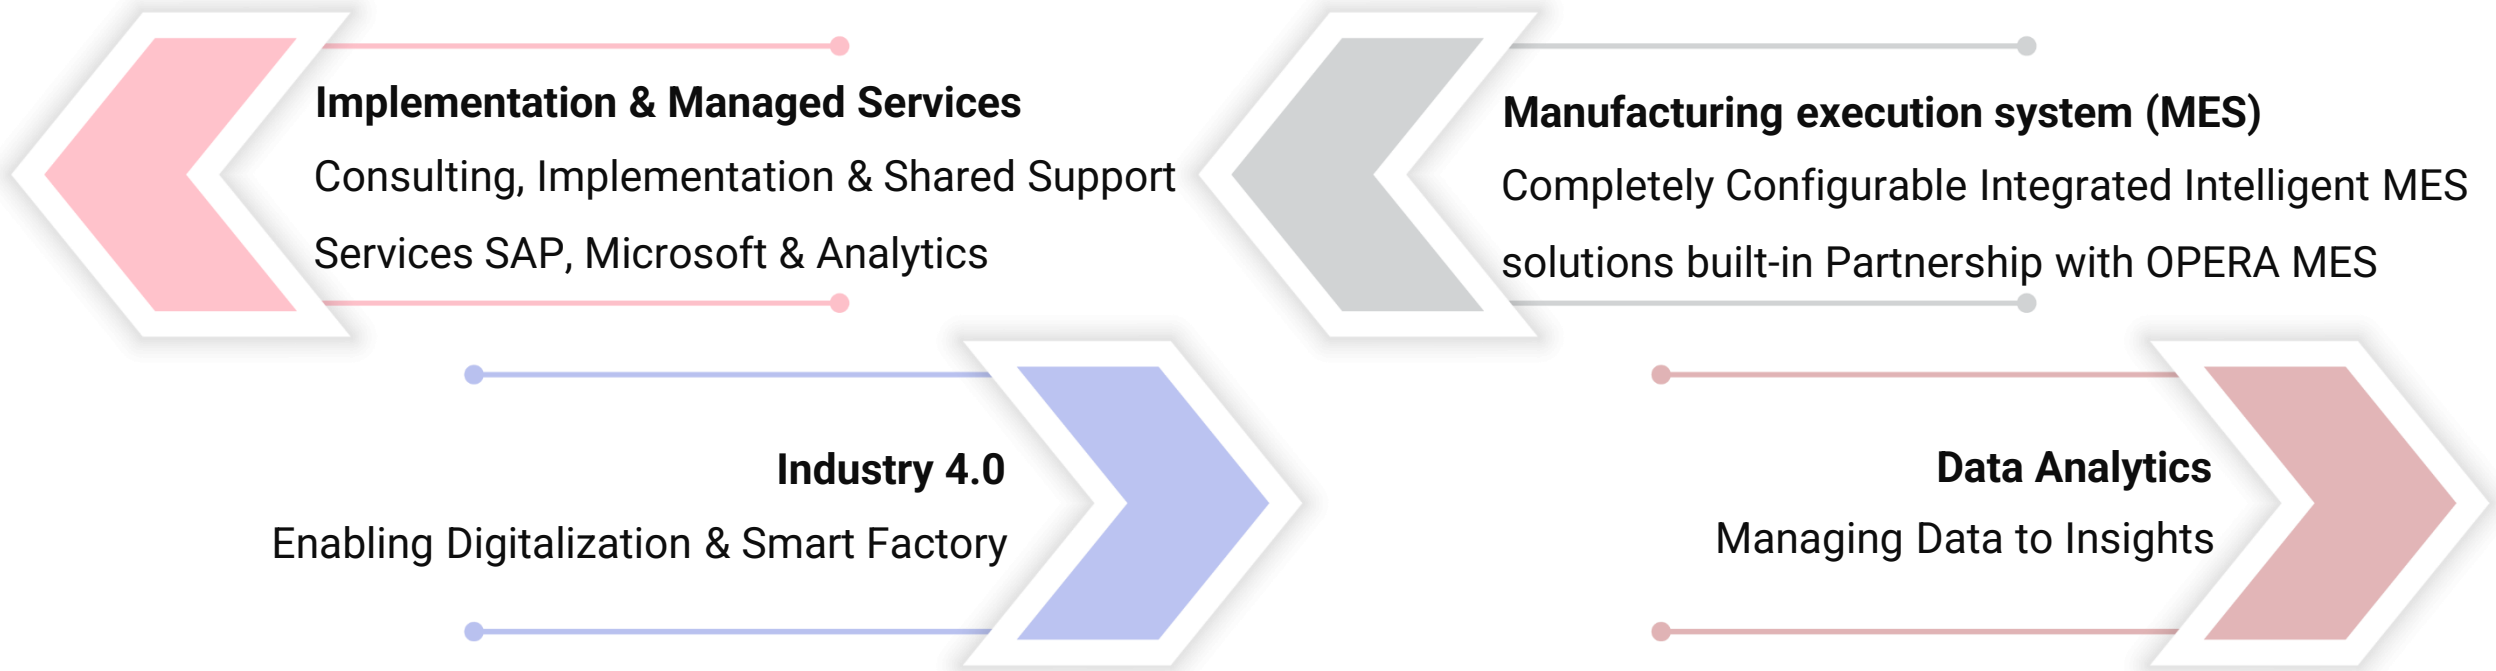 Implementation & Managed Services
Consulting, Implementation & Shared Support
Services SAP, Microsoft & Analytics
Manufacturing execution system (MES)
Completely Configurable Integrated Intelligent MES
solutions built-in Partnership with OPERA MES
Industry 4.0
Enabling Digitalization & Smart Factory
Data Analytics
Managing Data to Insights